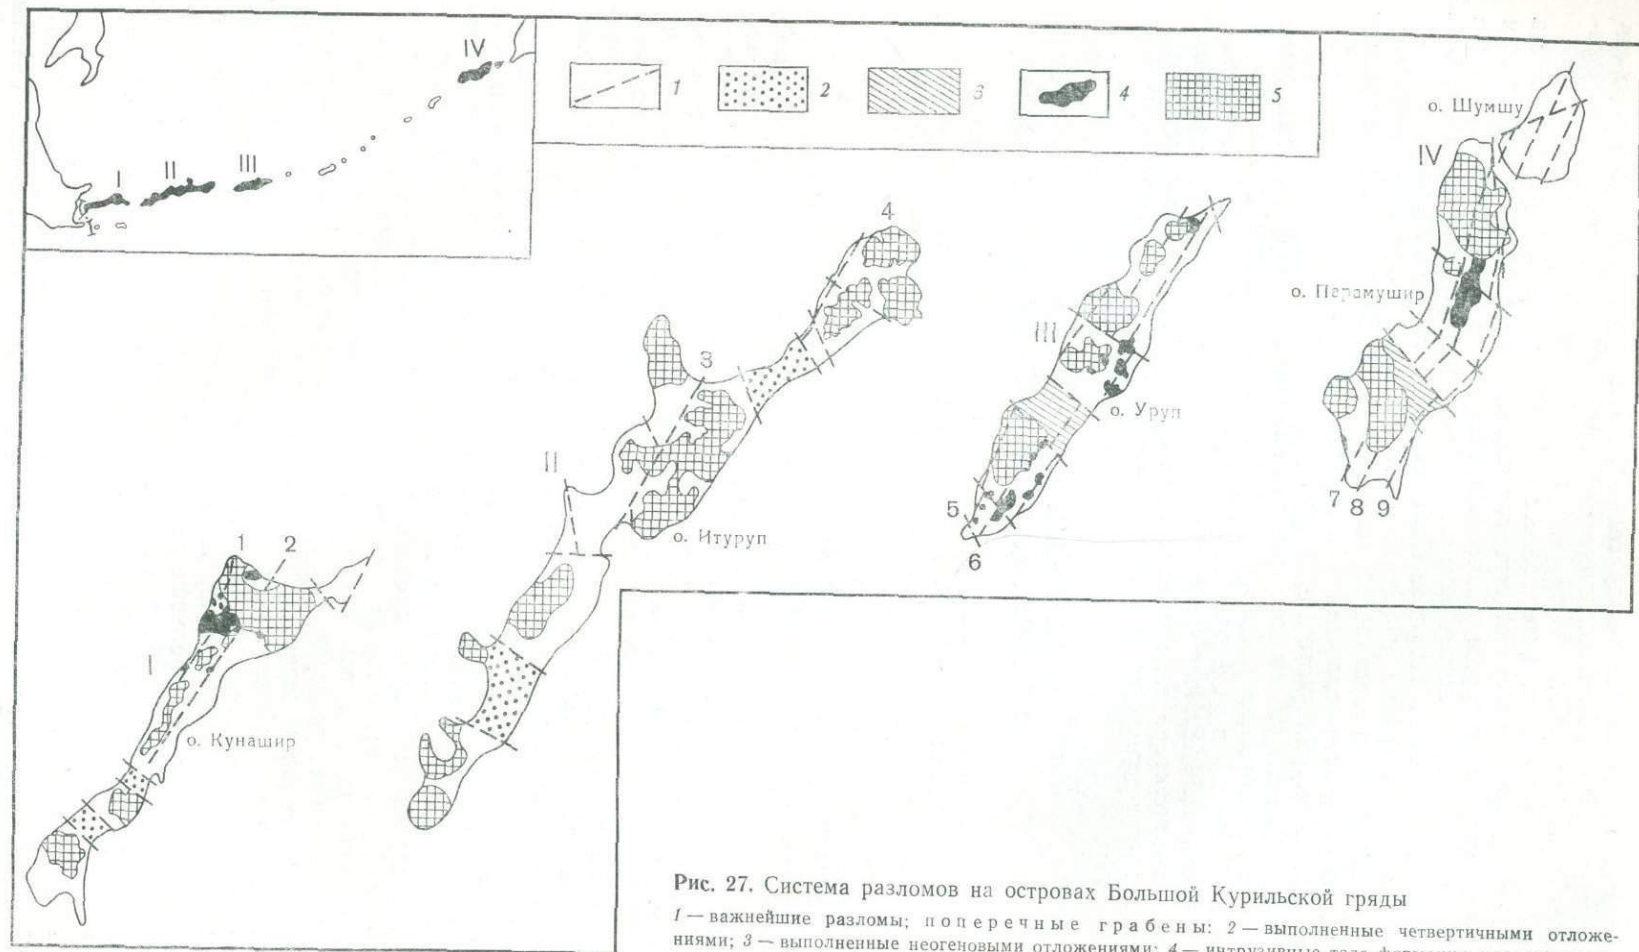 IV
I
II
III
1
2
3
4
5
о. Шумшу
IV
4
о. Парамушир
III
3
о. Уруп
II
5
о. Итуруп
7 8 9
1
2
6
I
о. Кунашир
Рис. 27. Система разломов на островах Большой Курильской гряды
1 — важнейшие разломы; поперечные грабены: 2 — выполненные четвертичными отложе-
ниями; 3 — выполненные неогеновыми отложениями; 4 — интрузивные тела